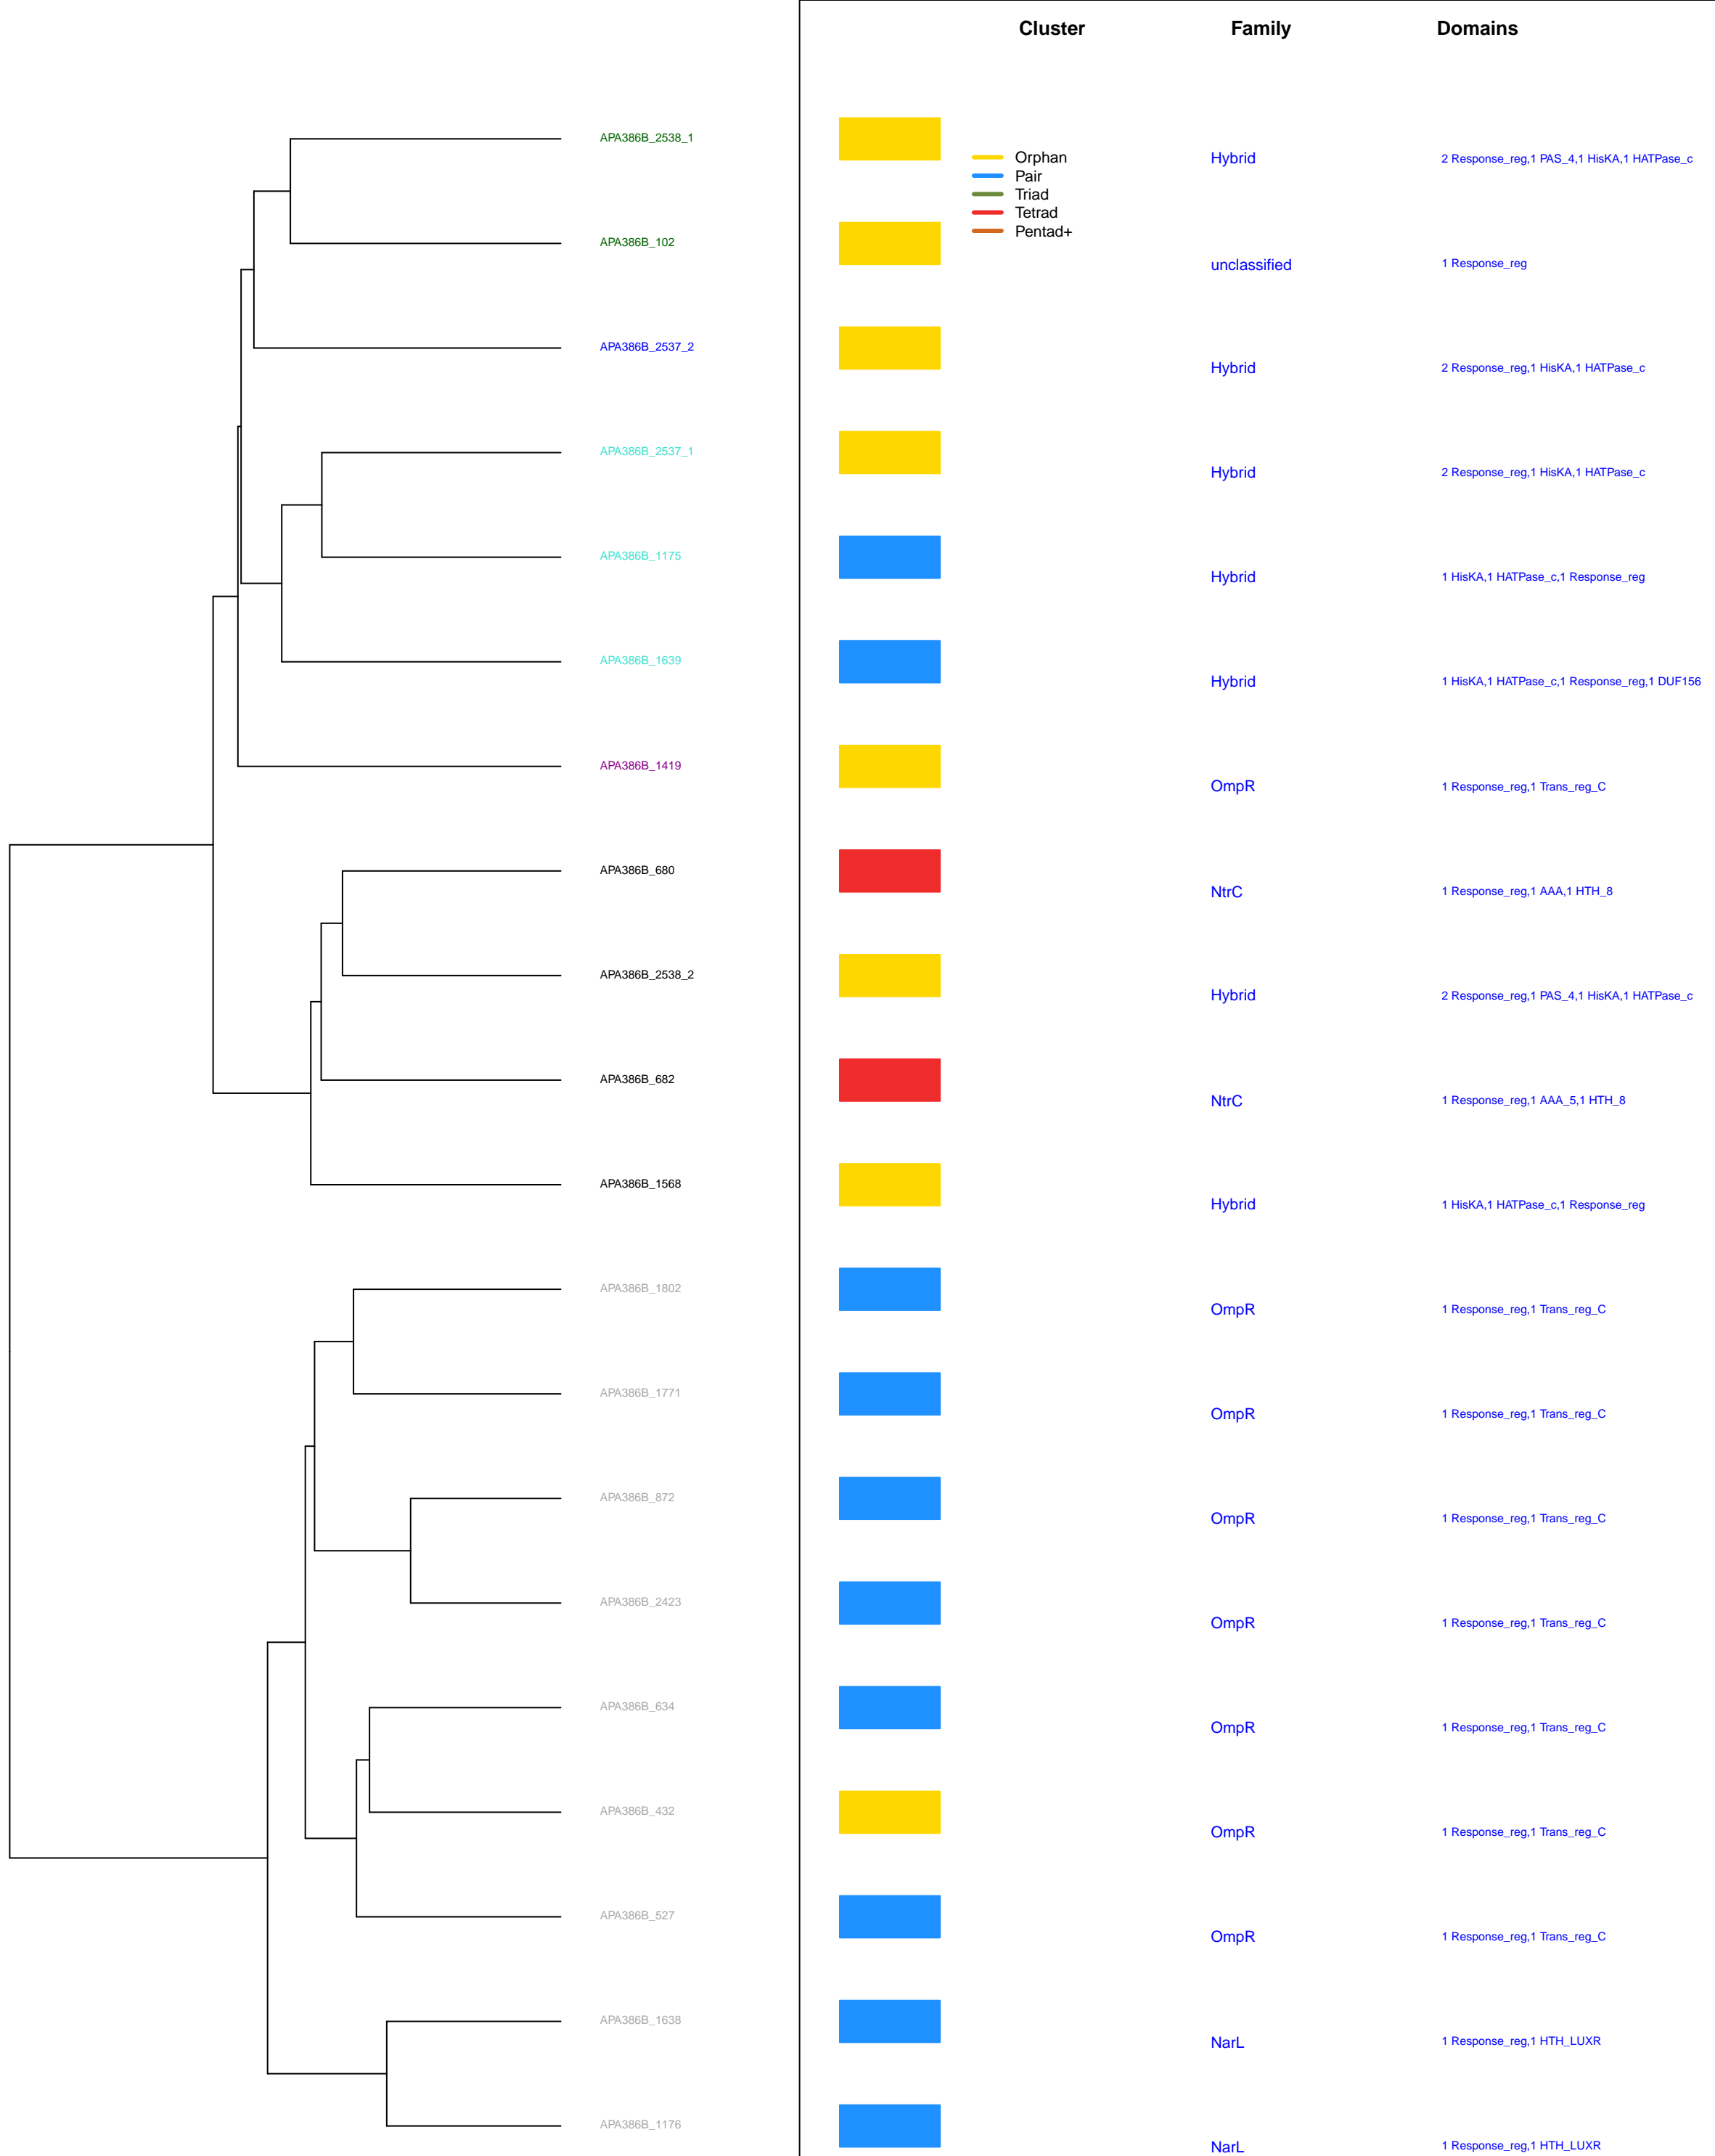 Cluster Family Domains
APA386B_2538_1
Orphan
Hybrid 2 Response_reg,1 PAS_4,1 HisKA,1 HATPase_c
Pair
Triad
Tetrad
Pentad+
APA386B_102
unclassified 1 Response_reg
APA386B_2537_2
Hybrid 2 Response_reg,1 HisKA,1 HATPase_c
APA386B_2537_1
Hybrid 2 Response_reg,1 HisKA,1 HATPase_c
APA386B_1175
Hybrid 1 HisKA,1 HATPase_c,1 Response_reg
APA386B_1639
Hybrid 1 HisKA,1 HATPase_c,1 Response_reg,1 DUF156
APA386B_1419
OmpR 1 Response_reg,1 Trans_reg_C
APA386B_680
NtrC 1 Response_reg,1 AAA,1 HTH_8
APA386B_2538_2
Hybrid 2 Response_reg,1 PAS_4,1 HisKA,1 HATPase_c
APA386B_682
NtrC 1 Response_reg,1 AAA_5,1 HTH_8
APA386B_1568
Hybrid 1 HisKA,1 HATPase_c,1 Response_reg
APA386B_1802
OmpR 1 Response_reg,1 Trans_reg_C
APA386B_1771
OmpR 1 Response_reg,1 Trans_reg_C
APA386B_872
OmpR 1 Response_reg,1 Trans_reg_C
APA386B_2423
OmpR 1 Response_reg,1 Trans_reg_C
APA386B_634
OmpR 1 Response_reg,1 Trans_reg_C
APA386B_432
OmpR 1 Response_reg,1 Trans_reg_C
APA386B_527
OmpR 1 Response_reg,1 Trans_reg_C
APA386B_1638
NarL 1 Response_reg,1 HTH_LUXR
APA386B_1176
NarL 1 Response_reg,1 HTH_LUXR